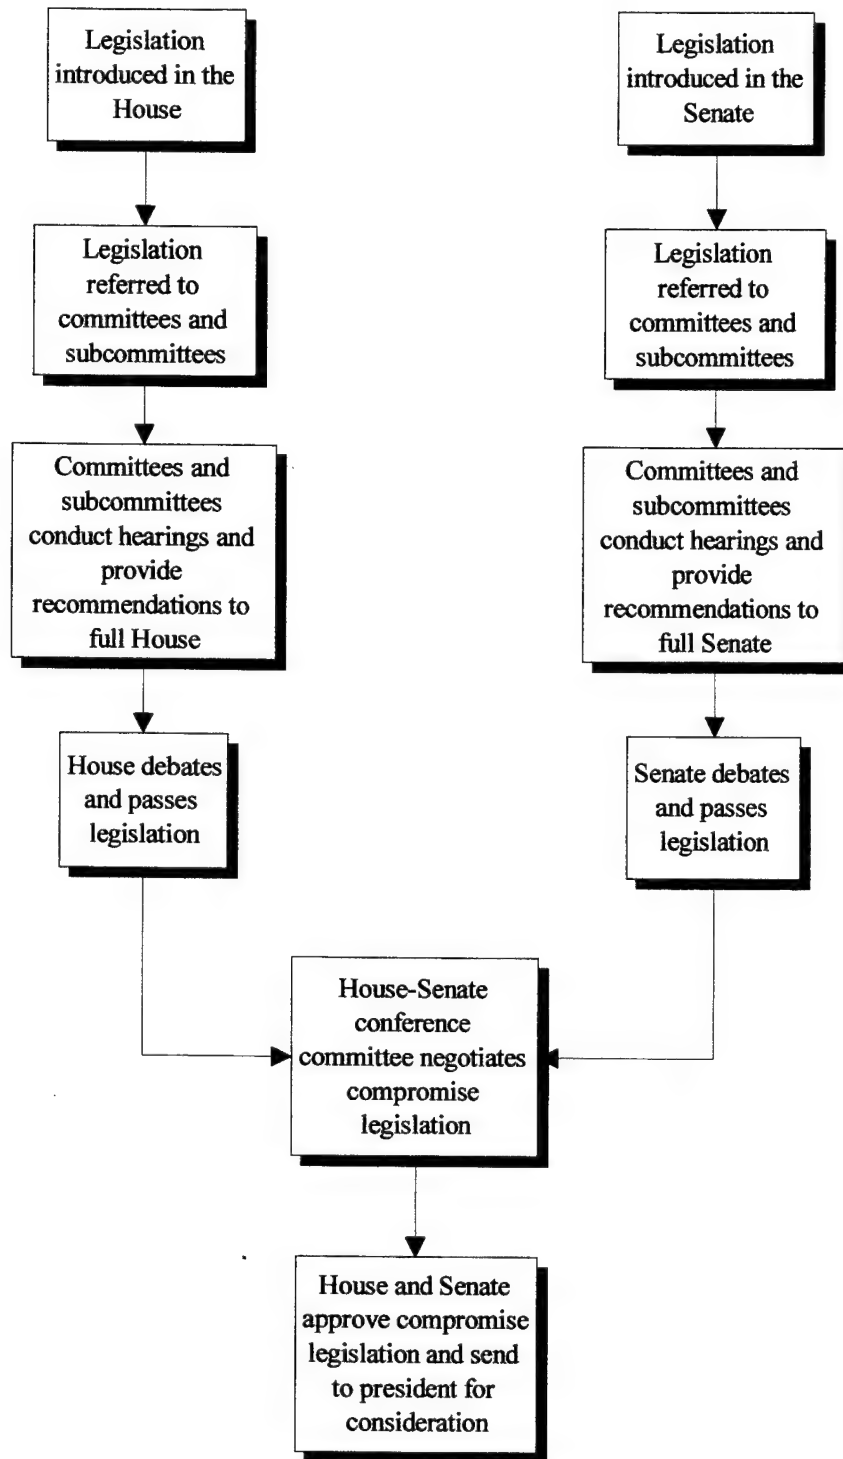 Legislation
introduced in the
House
Legislation
referred to
committees and
subcommittees
Committees and
subcommittees
conduct hearings and
provide
recommendations to
full House
House debates
and passes
legislation
Legislation
introduced in the
Senate
Legislation
referred to
committees and
subcommittees
Committees and
subcommittees
conduct hearings and
provide
recommendations to
full Senate
Senate debates
and passes
legislation
House-Senate
conference
committee negotiates
compromise
legislation
House and Senate
approve compromise
legislation and send
to president for
consideration